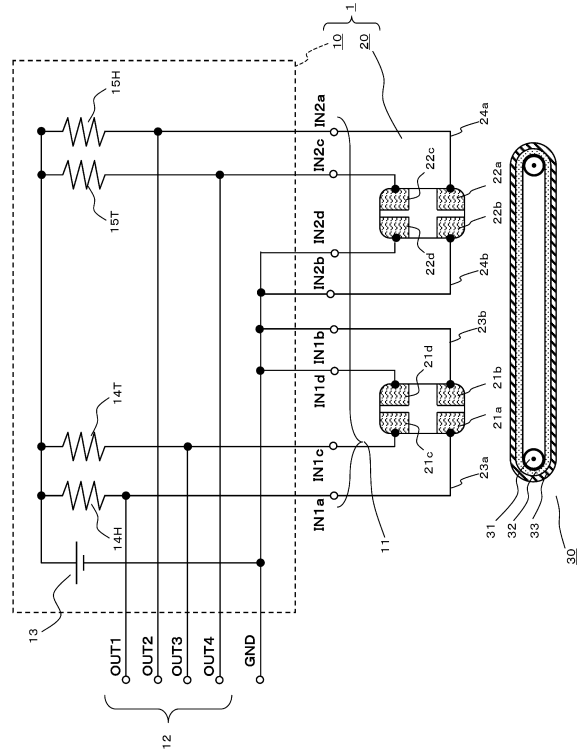 1
10
20
15H
15T
14T
14H
13
IN2a
IN2c
IN2d
IN2b
IN1b
IN1d
IN1c
IN1a
11
22c
22d
22a
22b
24a
24b
23b
21d
21c
21b
21a
23a
OUT1
OUT2
OUT3
OUT4
GND
12
31
32
33
30